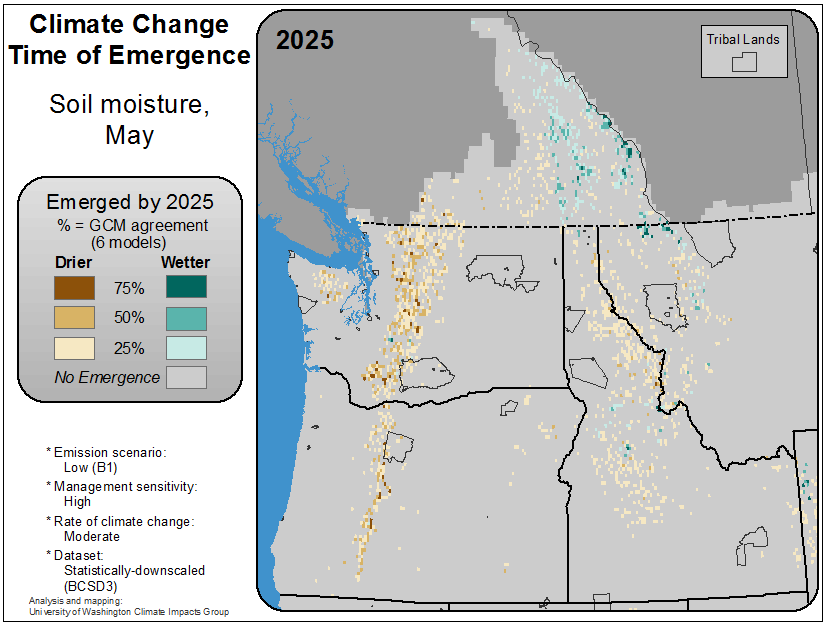 Climate Change
Time of Emergence
Soil moisture,
May
Emerged by 2025
% = GCM agreement
(6 models)
Drier Wetter
75%
50%
25%
No Emergence
* Emission scenario:
Low (B1)
* Management sensitivity:
High
* Rate of climate change:
Moderate
* Dataset:
Statistically-downscaled
(BCSD3)
Analysis and mapping:
University of Washington Climate Impacts Group
2025
Tribal Lands